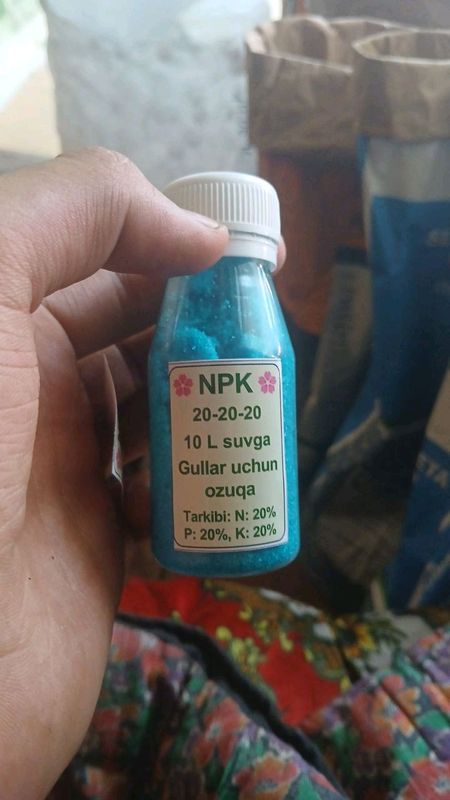 NPK
20-20-20
10 L suvga
Gullar uchun
ozuqa
Tarkibi: N: 20%
P: 20%, K: 20%